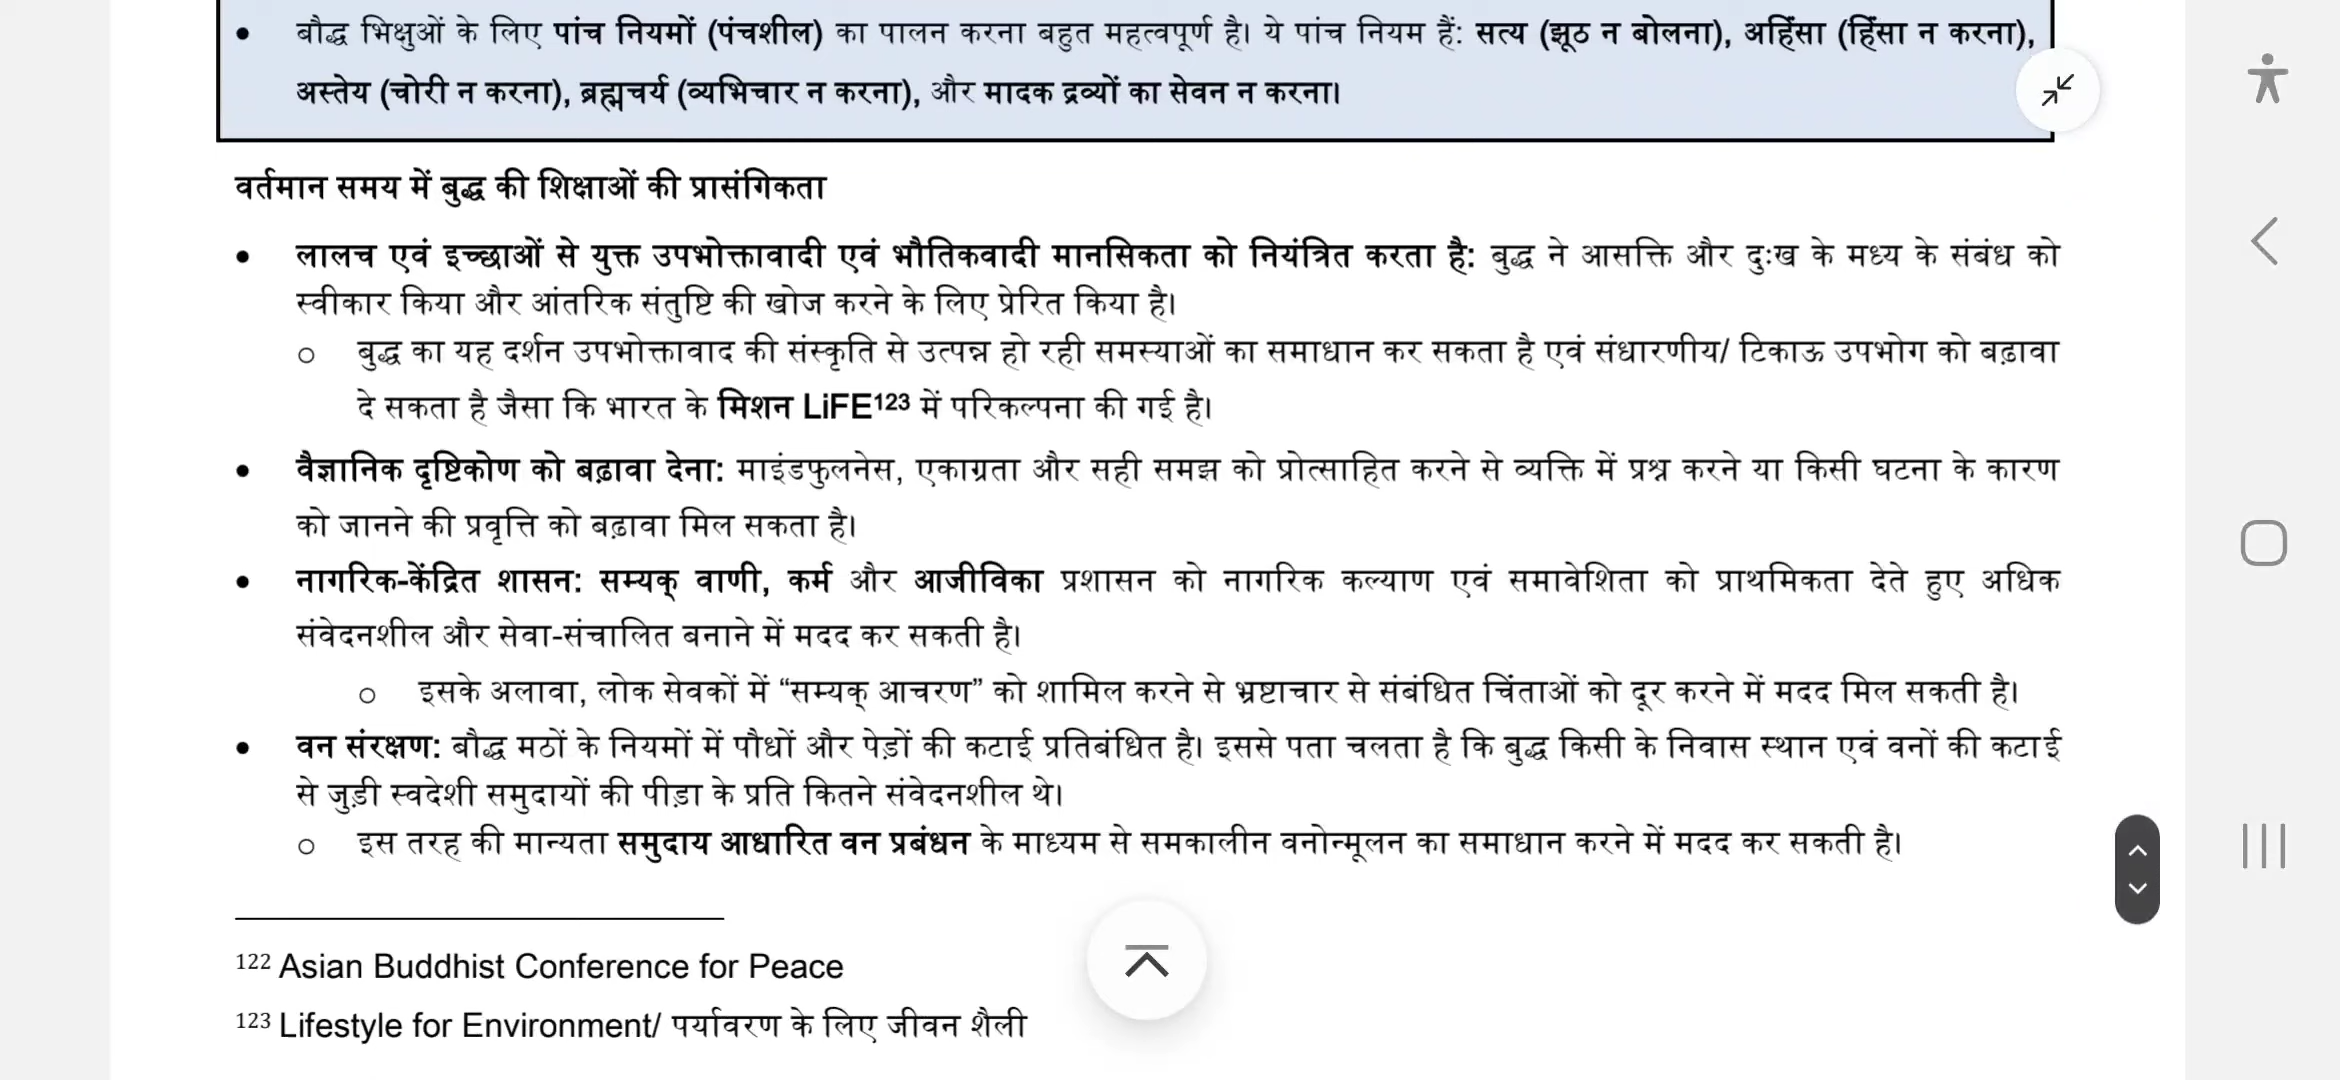 • बौद्ध भिक्षुओं के लिए पांच नियमों (पंचशील) का पालन करना बहुत महत्वपूर्ण है। ये पांच नियम हैं: सत्य (झूठ न बोलना), अहिंसा (हिंसा न करना),
अस्तेय (चोरी न करना), ब्रह्मचर्य (व्यभिचार न करना), और मादक द्रव्यों का सेवन न करना।
वर्तमान समय में बुद्ध की शिक्षाओं की प्रासंगिकता
• लालच एवं इच्छाओं से युक्त उपभोक्तावादी एवं भौतिकवादी मानसिकता को नियंत्रित करता है: बुद्ध ने आसक्ति और दुःख के मध्य के संबंध को
स्वीकार किया और आंतरिक संतुष्टि की खोज करने के लिए प्रेरित किया है।
○ बुद्ध का यह दर्शन उपभोक्तावाद की संस्कृति से उत्पन्न हो रही समस्याओं का समाधान कर सकता है एवं संधारणीय/ टिकाऊ उपभोग को बढ़ावा
दे सकता है जैसा कि भारत के मिशन LiFE¹²³ में परिकल्पना की गई है।
• वैज्ञानिक दृष्टिकोण को बढ़ावा देना: माइंडफुलनेस, एकाग्रता और सही समझ को प्रोत्साहित करने से व्यक्ति में प्रश्न करने या किसी घटना के कारण
को जानने की प्रवृत्ति को बढ़ावा मिल सकता है।
• नागरिक-केंद्रित शासन: सम्यक् वाणी, कर्म और आजीविका प्रशासन को नागरिक कल्याण एवं समावेशिता को प्राथमिकता देते हुए अधिक
संवेदनशील और सेवा-संचालित बनाने में मदद कर सकती है।
○ इसके अलावा, लोक सेवकों में “सम्यक् आचरण” को शामिल करने से भ्रष्टाचार से संबंधित चिंताओं को दूर करने में मदद मिल सकती है।
• वन संरक्षण: बौद्ध मठों के नियमों में पौधों और पेड़ों की कटाई प्रतिबंधित है। इससे पता चलता है कि बुद्ध किसी के निवास स्थान एवं वनों की कटाई
से जुड़ी स्वदेशी समुदायों की पीड़ा के प्रति कितने संवेदनशील थे।
○ इस तरह की मान्यता समुदाय आधारित वन प्रबंधन के माध्यम से समकालीन वनोन्मूलन का समाधान करने में मदद कर सकती है।
¹²² Asian Buddhist Conference for Peace
¹²³ Lifestyle for Environment/ पर्यावरण के लिए जीवन शैली